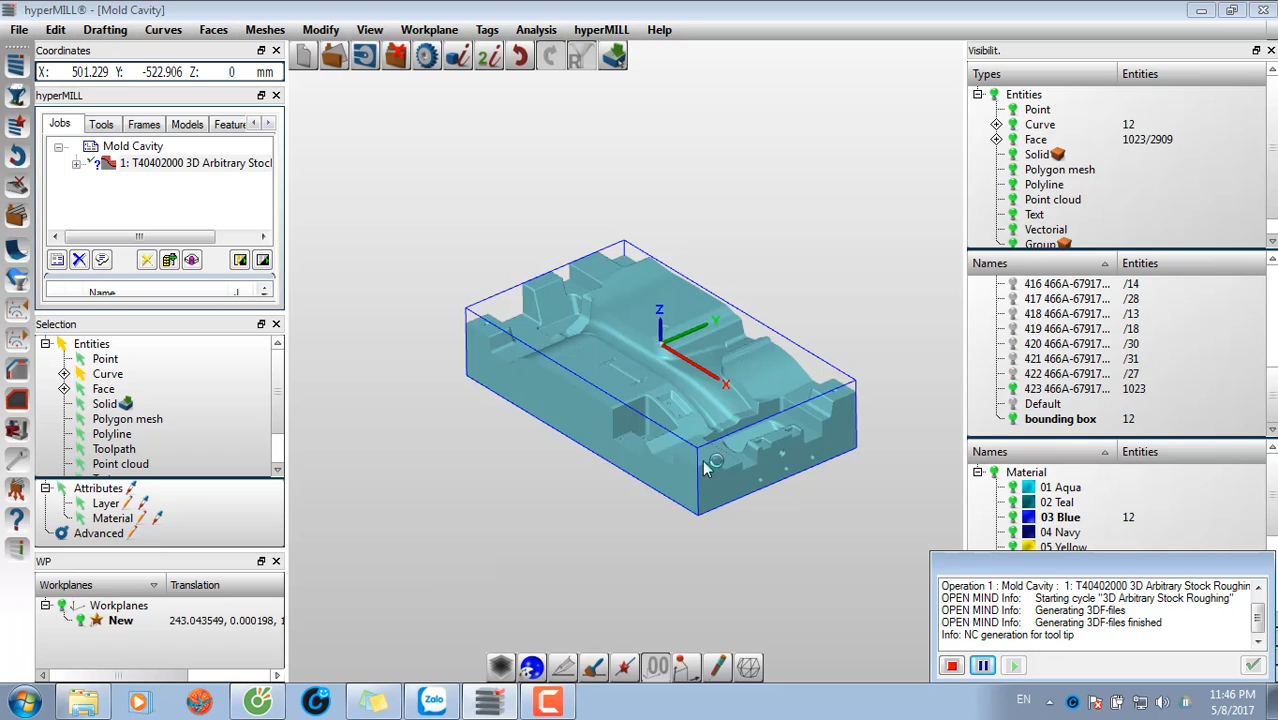 hyperMILL® - [Mold Cavity]
File Edit Drafting Curves Faces Meshes Modify View Workplane Tags Analysis hyperMILL Help
Coordinates
X: 501.229 Y: -522.906 Z: 0 mm
hyperMILL
Jobs Tools Frames Models Feature
Mold Cavity
1: T40402000 3D Arbitrary Stocl
Name
Selection
Entities
Point
Curve
Face
Solid
Polygon mesh
Polyline
Toolpath
Point cloud
Attributes
Layer
Material
Advanced
WP
Workplanes Translation
Workplanes
New 243.043549, 0.000198, 1
Z
Y
X
Visibilit.
Types Entities
Entities
Point
Curve 12
Face 1023/2909
Solid
Polygon mesh
Polyline
Point cloud
Text
Vectorial
Group
Names Entities
416 466A-67917... /14
417 466A-67917... /28
418 466A-67917... /13
419 466A-67917... /18
420 466A-67917... /30
421 466A-67917... /31
422 466A-67917... /27
423 466A-67917... 1023
Default
bounding box 12
Names Entities
Material
01 Aqua
02 Teal
03 Blue 12
04 Navy
05 Yellow
Operation 1 : Mold Cavity : 1: T40402000 3D Arbitrary Stock Roughin
OPEN MIND Info: Starting cycle "3D Arbitrary Stock Roughing"
OPEN MIND Info: Generating 3DF-files
OPEN MIND Info: Generating 3DF-files finished
Info: NC generation for tool tip
Zalo
EN
11:46 PM
5/8/2017